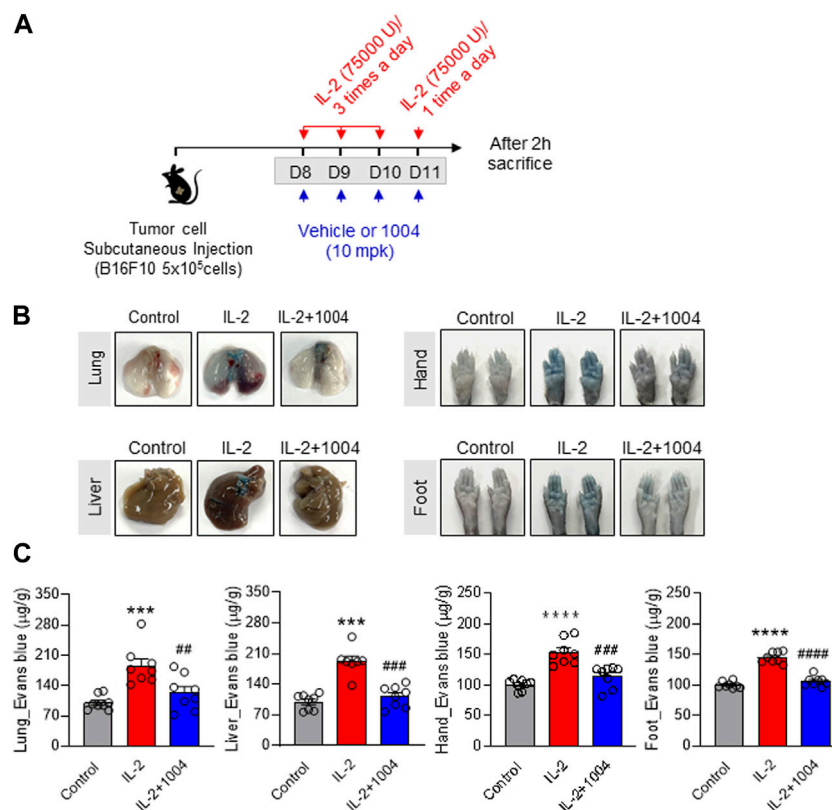 A
IL-2 (75000 U)/
3 times a day
IL-2 (75000 U)/
1 time a day
D8 D9 D10 D11
After 2h
sacrifice
Tumor cell
Subcutaneous Injection
(B16F10 5x10⁵cells)
Vehicle or 1004
(10 mpk)
B
Control IL-2 IL-2+1004
Lung
Control IL-2 IL-2+1004
Hand
Control IL-2 IL-2+1004
Liver
Control IL-2 IL-2+1004
Foot
C
Lung_Evans blue (µg/g)
350
280
210
140
70
0
***
##
Control IL-2 IL-2+1004
Liver_Evans blue (µg/g)
350
280
210
140
70
0
***
###
Control IL-2 IL-2+1004
Hand_Evans blue (µg/g)
250
200
150
100
50
0
****
###
Control IL-2 IL-2+1004
Foot_Evans blue (µg/g)
250
200
150
100
50
0
****
####
Control IL-2 IL-2+1004